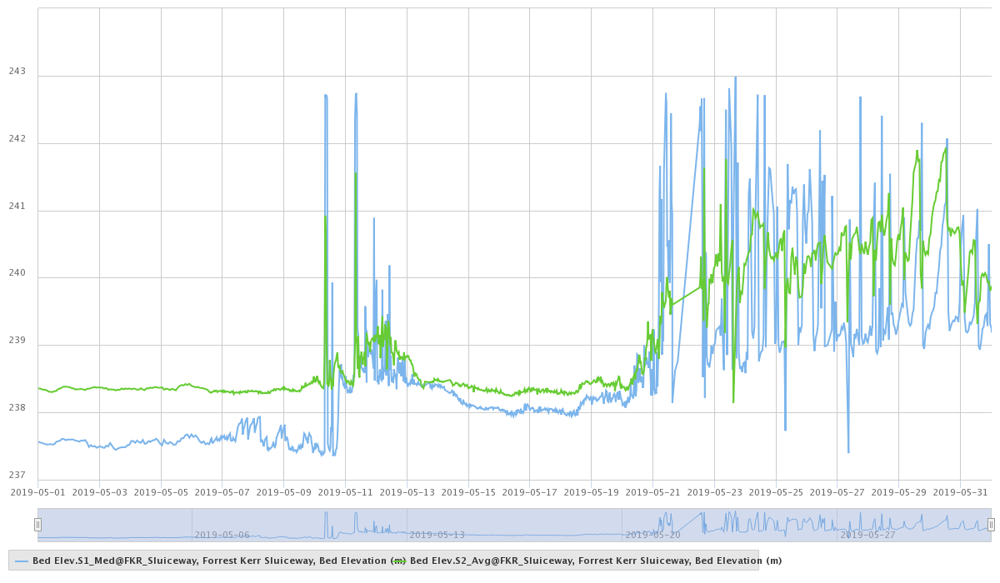 243
242
241
240
239
238
237
2019-05-01 2019-05-03 2019-05-05 2019-05-07 2019-05-09 2019-05-11 2019-05-13 2019-05-15 2019-05-17 2019-05-19 2019-05-21 2019-05-23 2019-05-25 2019-05-27 2019-05-29 2019-05-31
2019-05-06 2019-05-13 2019-05-20 2019-05-27
Bed Elev.S1_Med@FKR_Sluiceway, Forrest Kerr Sluiceway, Bed Elevation (m) Bed Elev.S2_Avg@FKR_Sluiceway, Forrest Kerr Sluiceway, Bed Elevation (m)